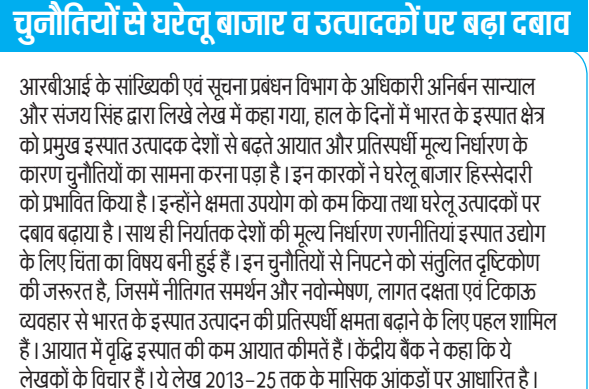 चुनौतियों से घरेलू बाजार व उत्पादकों पर बढ़ा दबाव
आरबीआई के सांख्यिकी एवं सूचना प्रबंधन विभाग के अधिकारी अनिर्बन सान्याल
और संजय सिंह द्वारा लिखे लेख में कहा गया, हाल के दिनों में भारत के इस्पात क्षेत्र
को प्रमुख इस्पात उत्पादक देशों से बढ़ते आयात और प्रतिस्पर्धी मूल्य निर्धारण के
कारण चुनौतियों का सामना करना पड़ा है। इन कारकों ने घरेलू बाजार हिस्सेदारी
को प्रभावित किया है। इन्होंने क्षमता उपयोग को कम किया तथा घरेलू उत्पादकों पर
दबाव बढ़ाया है। साथ ही निर्यातक देशों की मूल्य निर्धारण रणनीतियां इस्पात उद्योग
के लिए चिंता का विषय बनी हुई हैं। इन चुनौतियों से निपटने को संतुलित दृष्टिकोण
की जरूरत है, जिसमें नीतिगत समर्थन और नवोन्मेषण, लागत दक्षता एवं टिकाऊ
व्यवहार से भारत के इस्पात उत्पादन की प्रतिस्पर्धी क्षमता बढ़ाने के लिए पहल शामिल
हैं। आयात में वृद्धि इस्पात की कम आयात कीमतें हैं। केंद्रीय बैंक ने कहा कि ये
लेखकों के विचार हैं। ये लेख 2013-25 तक के मासिक आंकडों पर आधारित है।